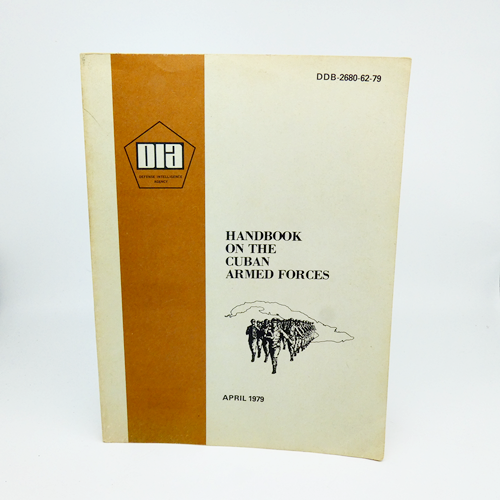 DDB-2680-62-79
DIA
DEFENSE INTELLIGENCE
AGENCY
HANDBOOK
ON THE
CUBAN
ARMED FORCES
APRIL 1979